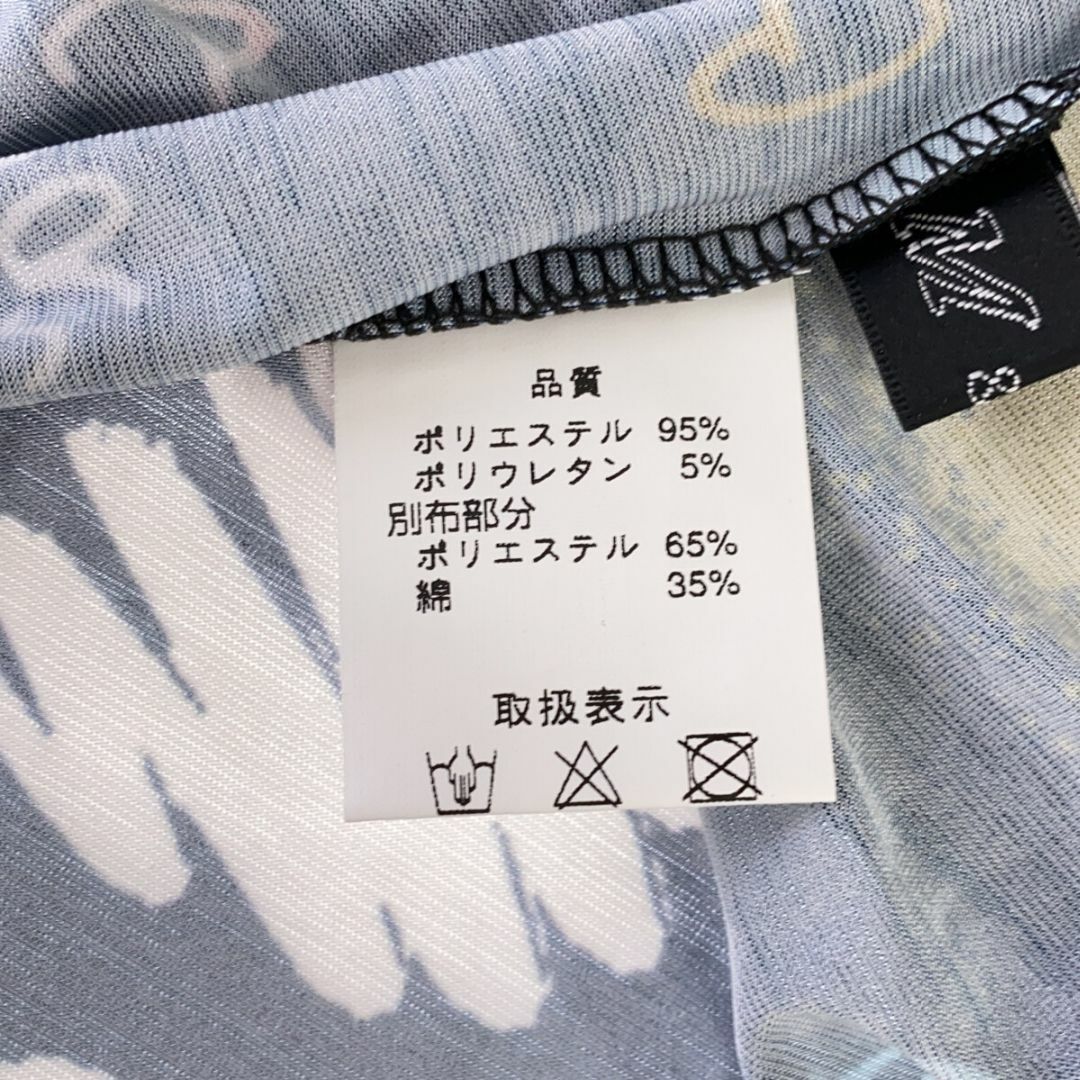 品質
ポリエステル 95%
ポリウレタン 5%
別布部分
ポリエステル 65%
綿 35%
取扱表示